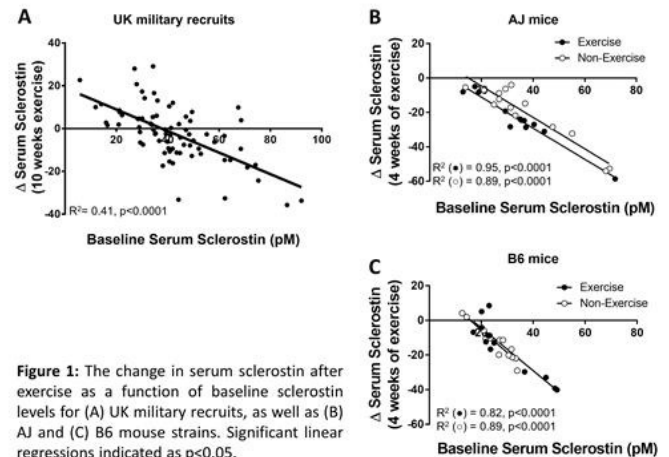 A
UK military recruits
Δ Serum Sclerostin
(10 weeks exercise)
40
20
0
-20
-40
20
40
60
80
100
R²= 0.41, p<0.0001
Baseline Serum Sclerostin (pM)
B
AJ mice
Exercise
Non-Exercise
Δ Serum Sclerostin
(4 weeks of exercise)
20
0
-20
-40
-60
20
40
60
80
R² (●) = 0.95, p<0.0001
R² (○) = 0.89, p<0.0001
Baseline Serum Sclerostin (pM)
C
B6 mice
Exercise
Non-Exercise
Δ Serum Sclerostin
(4 weeks of exercise)
20
0
-20
-40
-60
40
60
80
R² (●) = 0.82, p<0.0001
R² (○) = 0.89, p<0.0001
Baseline Serum Sclerostin (pM)
Figure 1: The change in serum sclerostin after
exercise as a function of baseline sclerostin
levels for (A) UK military recruits, as well as (B)
AJ and (C) B6 mouse strains. Significant linear
regressions indicated as p<0.05.